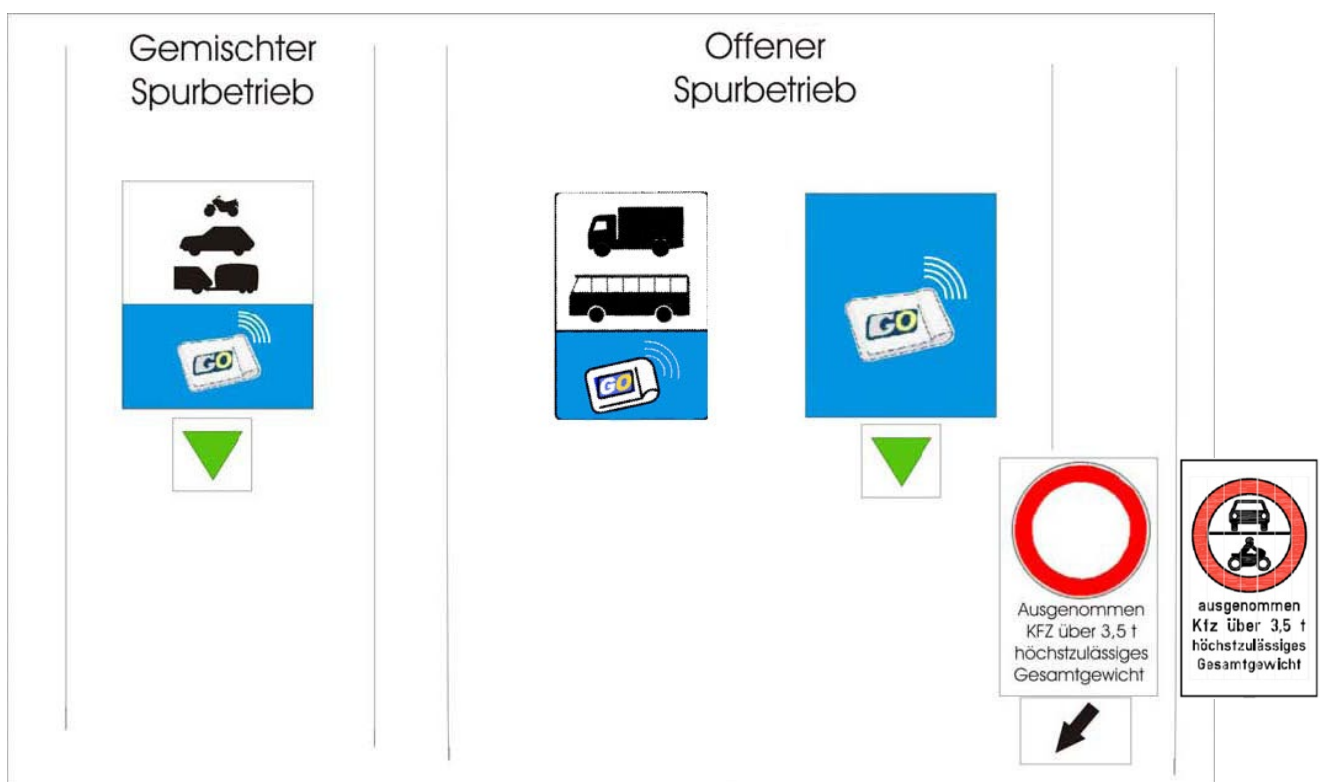 Gemischter
Spurbetrieb
Offener
Spurbetrieb
GO
GO
GO
Ausgenommen
KFZ über 3,5 t
höchstzulässiges
Gesamtgewicht
ausgenommen
Kfz über 3,5 t
höchstzulässiges
Gesamtgewicht